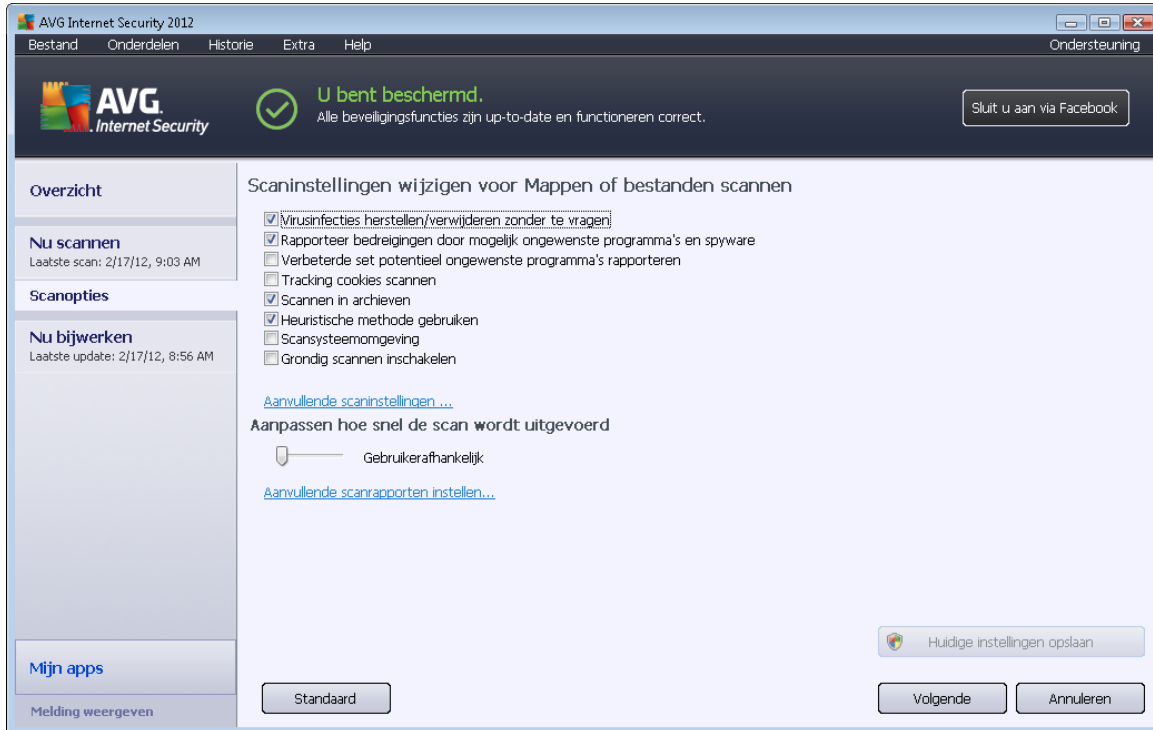 AVG Internet Security 2012
Bestand Onderdelen Historie Extra Help Ondersteuning
AVG.
Internet Security
U bent beschermd.
Alle beveiligingsfuncties zijn up-to-date en functioneren correct.
Sluit u aan via Facebook
Overzicht
Nu scannen
Laatste scan: 2/17/12, 9:03 AM
Scanopties
Nu bijwerken
Laatste update: 2/17/12, 8:56 AM
Mijn apps
Melding weergeven
Scaninstellingen wijzigen voor Mappen of bestanden scannen
Virusinfecties herstellen/verwijderen zonder te vragen
Rapporteer bedreigingen door mogelijk ongewenste programma's en spyware
Verbeterde set potentieel ongewenste programma's rapporteren
Tracking cookies scannen
Scannen in archieven
Heuristische methode gebruiken
Scansysteemomgeving
Grondig scannen inschakelen
Aanvullende scaninstellingen ...
Aanpassen hoe snel de scan wordt uitgevoerd
Gebruikerafhankelijk
Aanvullende scanrapporten instellen...
Huidige instellingen opslaan
Standaard Volgende Annuleren